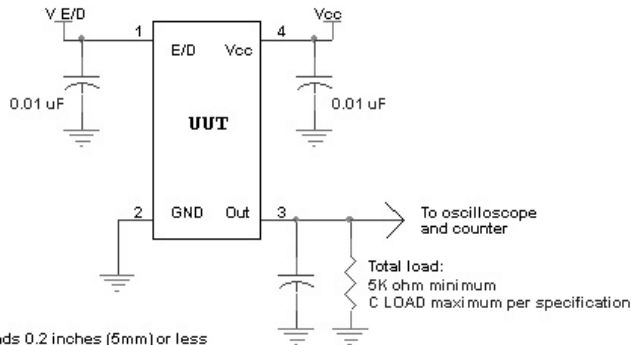 V E/D
Vcc
1
4
E/D Vcc
0.01 uF
0.01 uF
UUT
2
GND Out
3
To oscilloscope
and counter
Total load:
5K ohm minimum
C LOAD maximum per specification
0.2 inches (5mm) or less